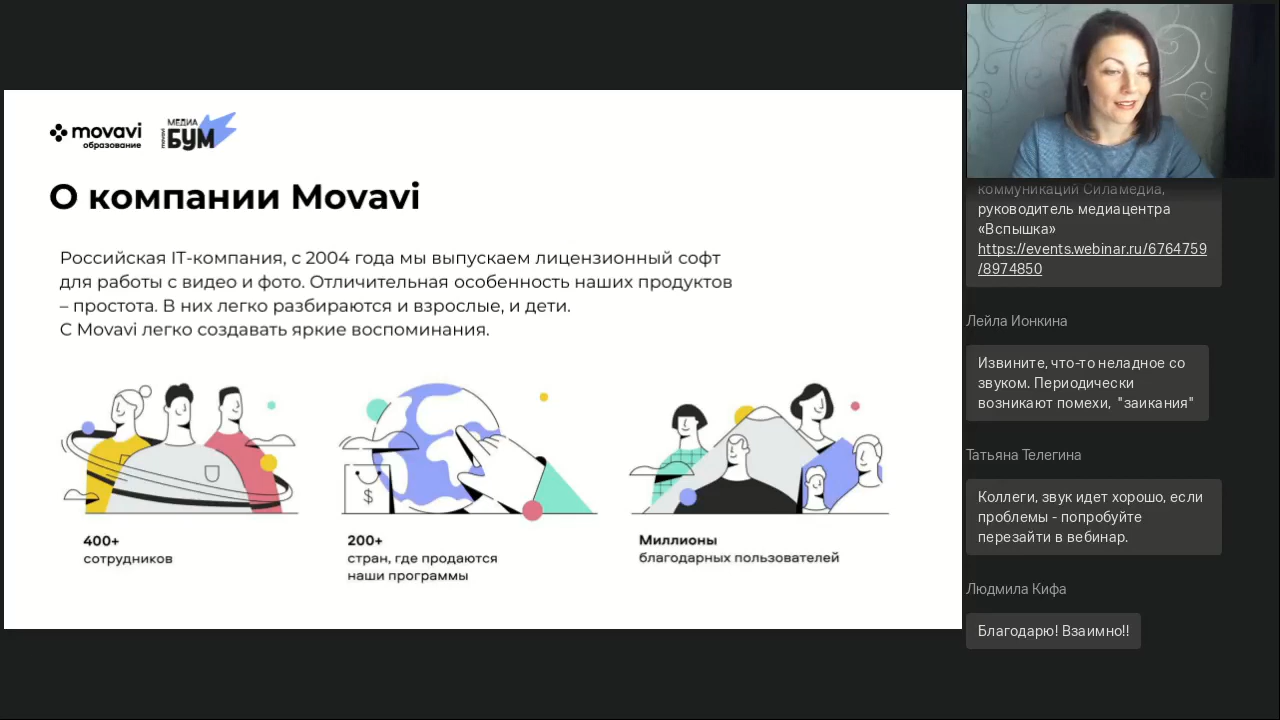 movavi
образование
МЕДИА
БУМ
movavi
О компании Movavi
Российская IT-компания, с 2004 года мы выпускаем лицензионный софт
для работы с видео и фото. Отличительная особенность наших продуктов
– простота. В них легко разбираются и взрослые, и дети.
С Movavi легко создавать яркие воспоминания.
$
400+
сотрудников
200+
стран, где продаются
наши программы
Миллионы
благодарных пользователей
коммуникаций Силамедиа,
руководитель медиацентра
«Вспышка»
https://events.webinar.ru/6764759
/8974850
Лейла Ионкина
Извините, что-то неладное со
звуком. Периодически
возникают помехи, "заикания"
Татьяна Телегина
Коллеги, звук идет хорошо, если
проблемы - попробуйте
перезайти в вебинар.
Людмила Кифа
Благодарю! Взаимно!!